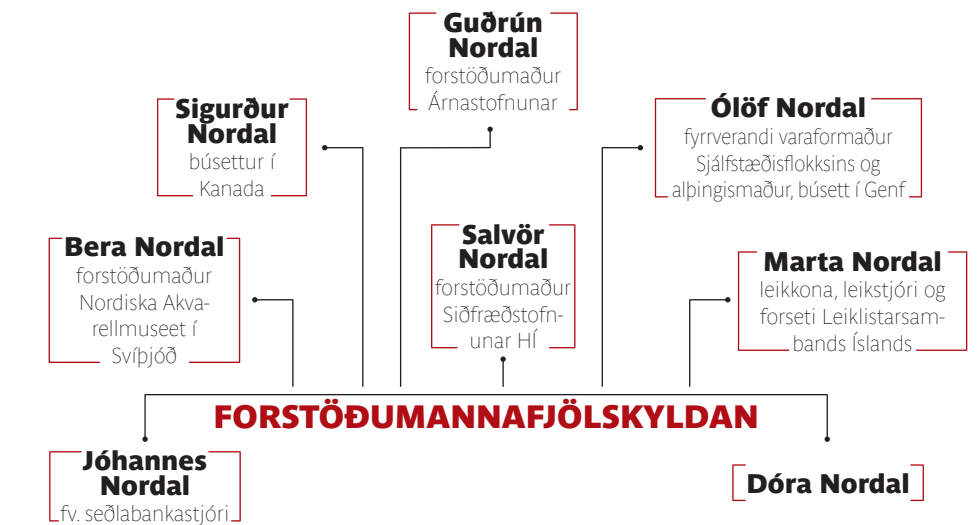 Guðrún
Nordal
forstöðumaður
Árnastofnunar
Sigurður
Nordal
búsettur í
Kanada
Ólöf Nordal
fyrrverandi varaformaður
Sjálfstæðisflokksins og
alþingismaður, búsett í Genf
Bera Nordal
forstöðumaður
Nordiska Akva-
rellmuseet í
Svíþjóð
Salvör
Nordal
forstöðumaður
Siðfræðstofn-
unar HÍ
Marta Nordal
leikkona, leikstjóri og
forseti Leiklistarsam-
bands Íslands
FORSTÖÐUMANNAFJÖLSKYLDAN
Jóhannes
Nordal
fv. seðlabankastjóri
Dóra Nordal